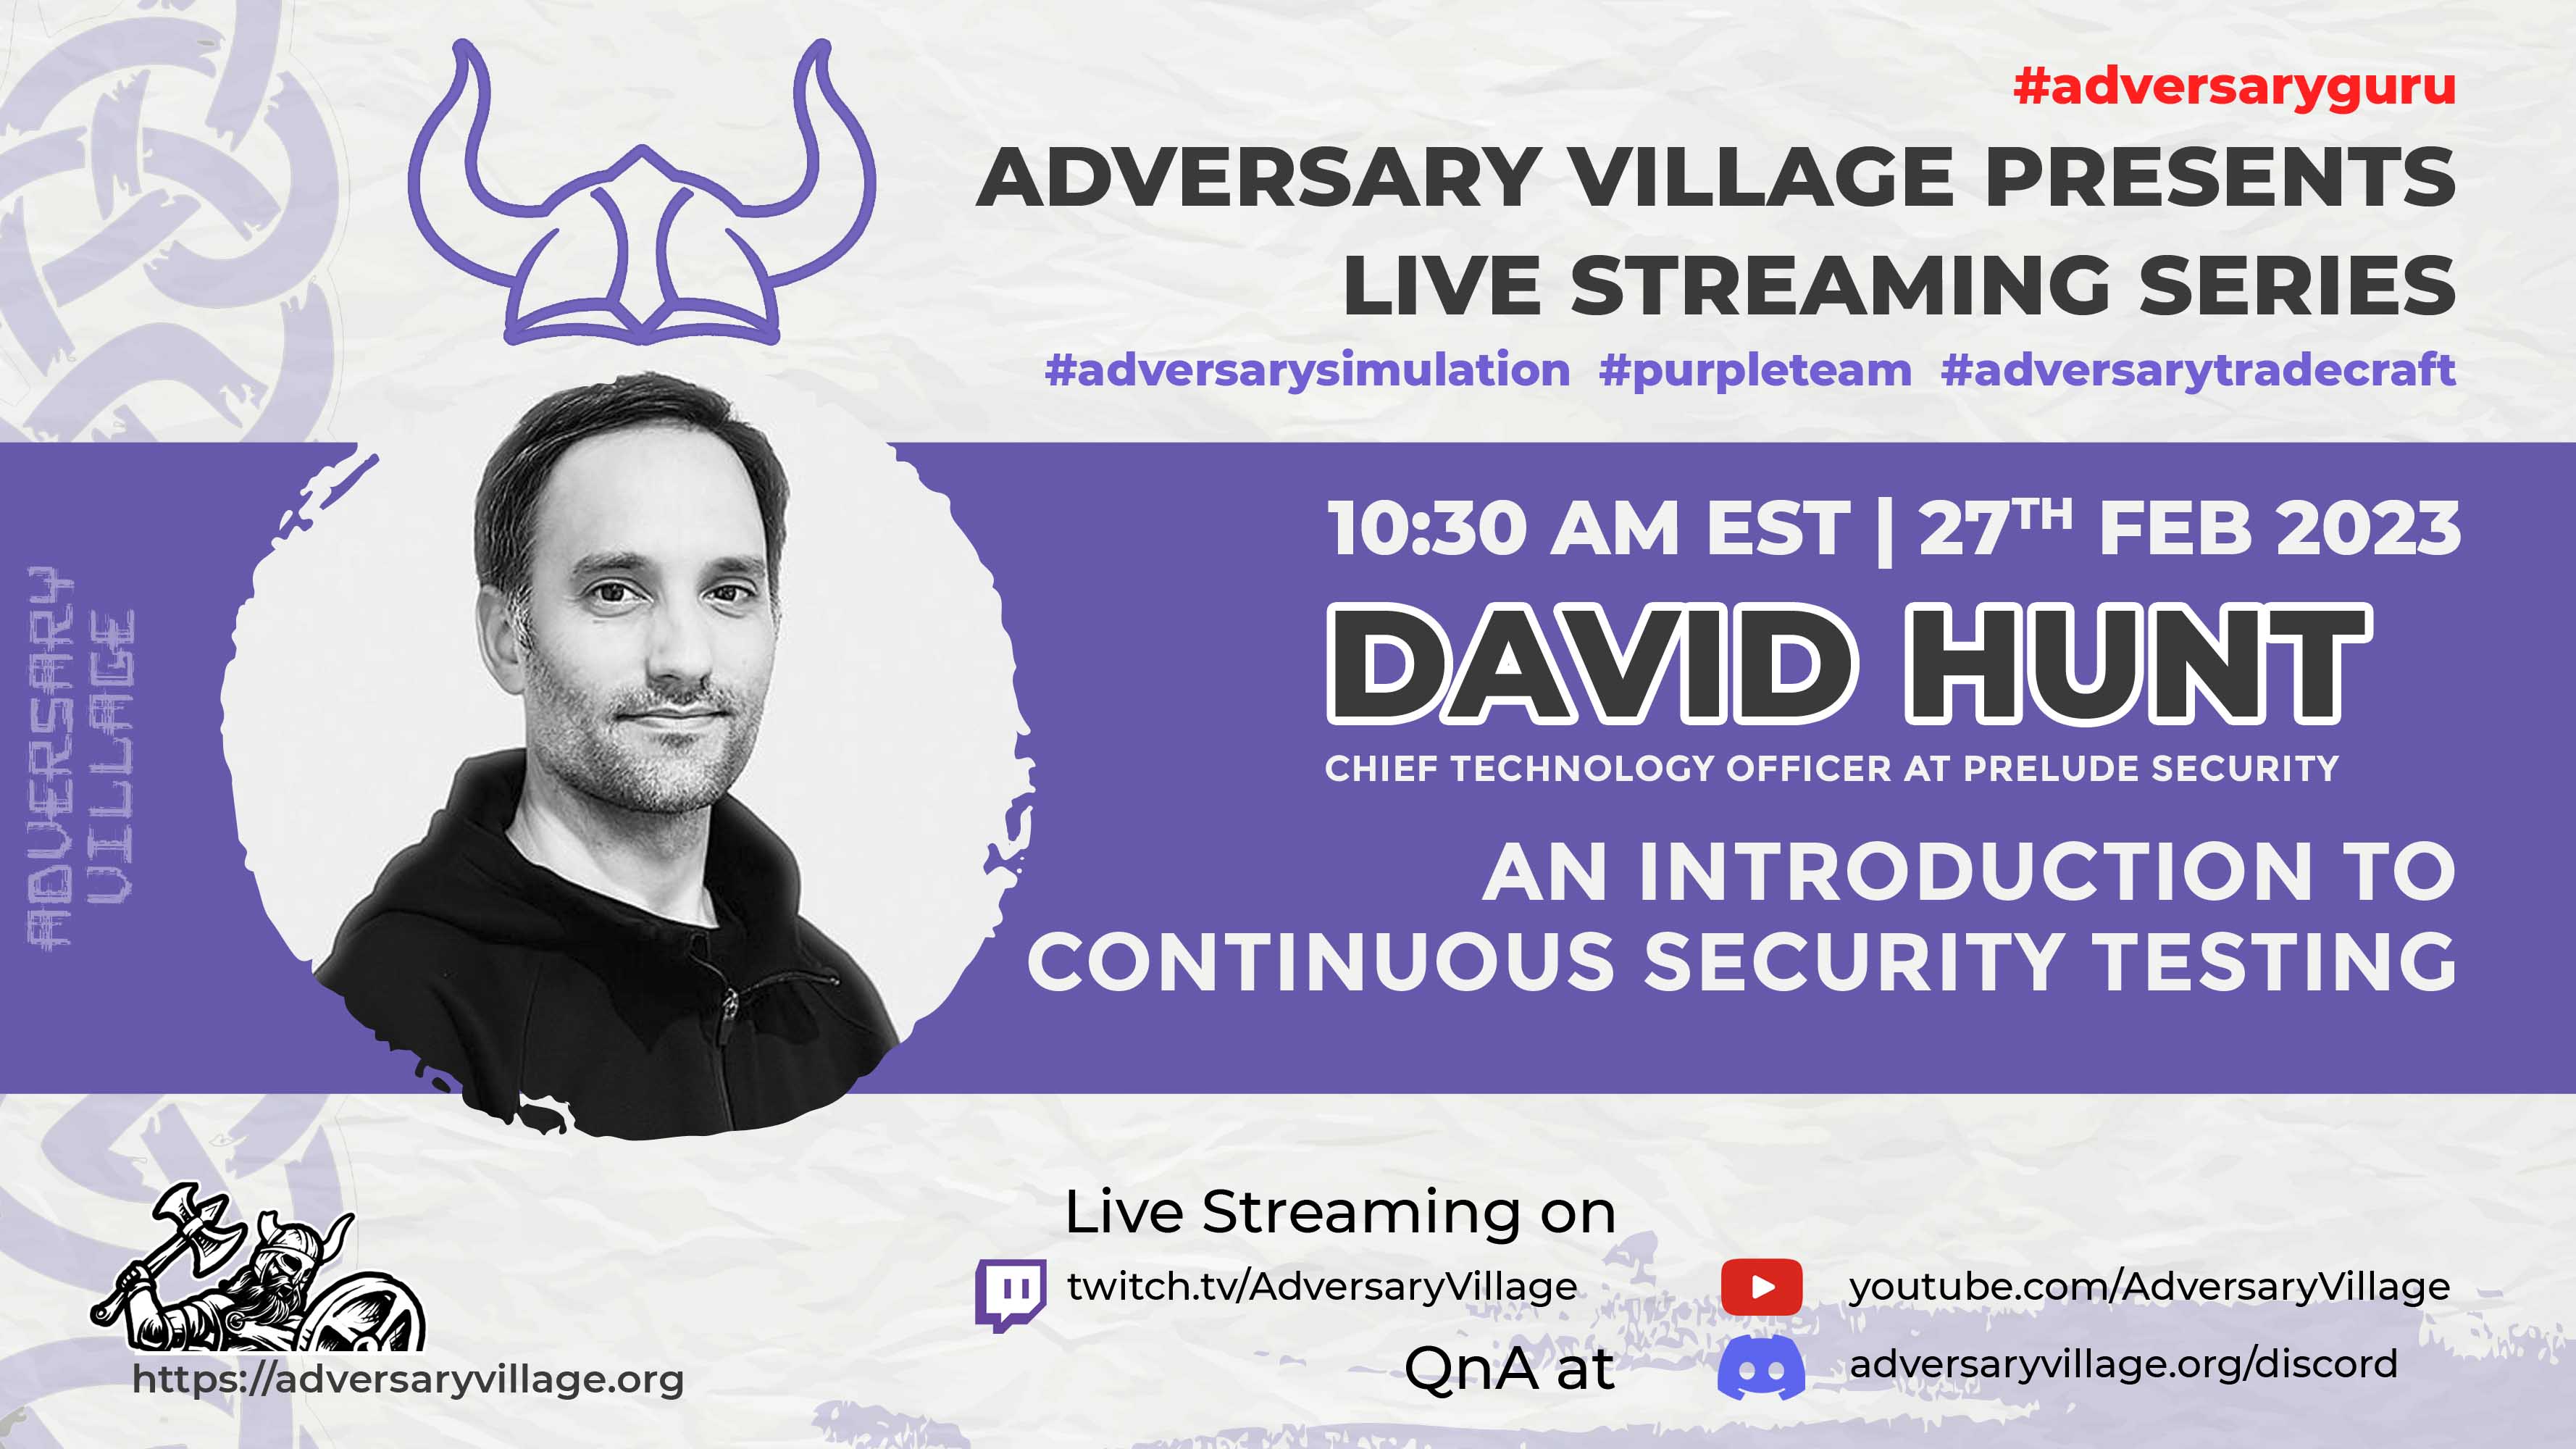 #adversaryguru
ADVERSARY VILLAGE PRESENTS
LIVE STREAMING SERIES
#adversarysimulation #purpleteam #adversarytradecraft
10:30 AM EST | 27TH FEB 2023
DAVID HUNT
CHIEF TECHNOLOGY OFFICER AT PRELUDE SECURITY
AN INTRODUCTION TO
CONTINUOUS SECURITY TESTING
ADVERSARY
VILLAGE
Live Streaming on
twitch.tv/AdversaryVillage
youtube.com/AdversaryVillage
QnA at
adversaryvillage.org/discord
https://adversaryvillage.org